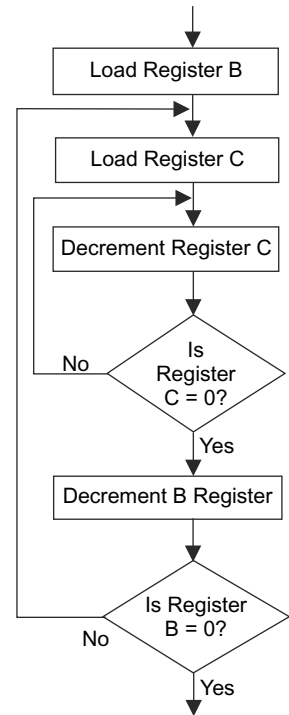 Load Register B
Load Register C
Decrement Register C
Is
Register
C = 0?
No
Yes
Decrement B Register
Is Register
B = 0?
No
Yes